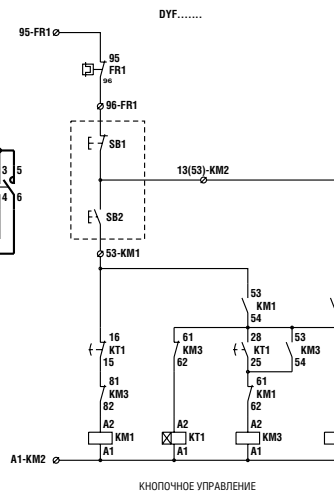 DYF.......
95-FR1
95
FR1
96
96-FR1
SB1
3 5
4 6
13(53)-KM2
SB2
53-KM1
53
KM1
54
16
KT1
15
61
KM3
62
28
KT1
25
53
KM3
54
81
KM3
82
61
KM1
62
A2
KM1
A1
A2
KT1
A1
A2
KM3
A1
A1-KM2
КНОПОЧНОЕ УПРАВЛЕНИЕ